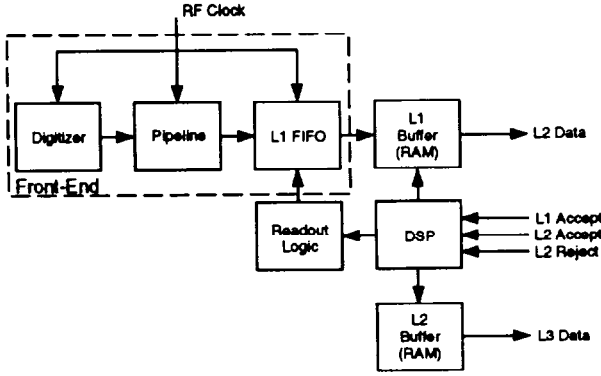 RF Clock
Digitizer
Pipeline
L1 FIFO
L1
Buffer
(RAM)
L2 Data
Front-End
Readout
Logic
DSP
L1 Accept
L2 Accept
L2 Reject
L2
Buffer
(RAM)
L3 Data